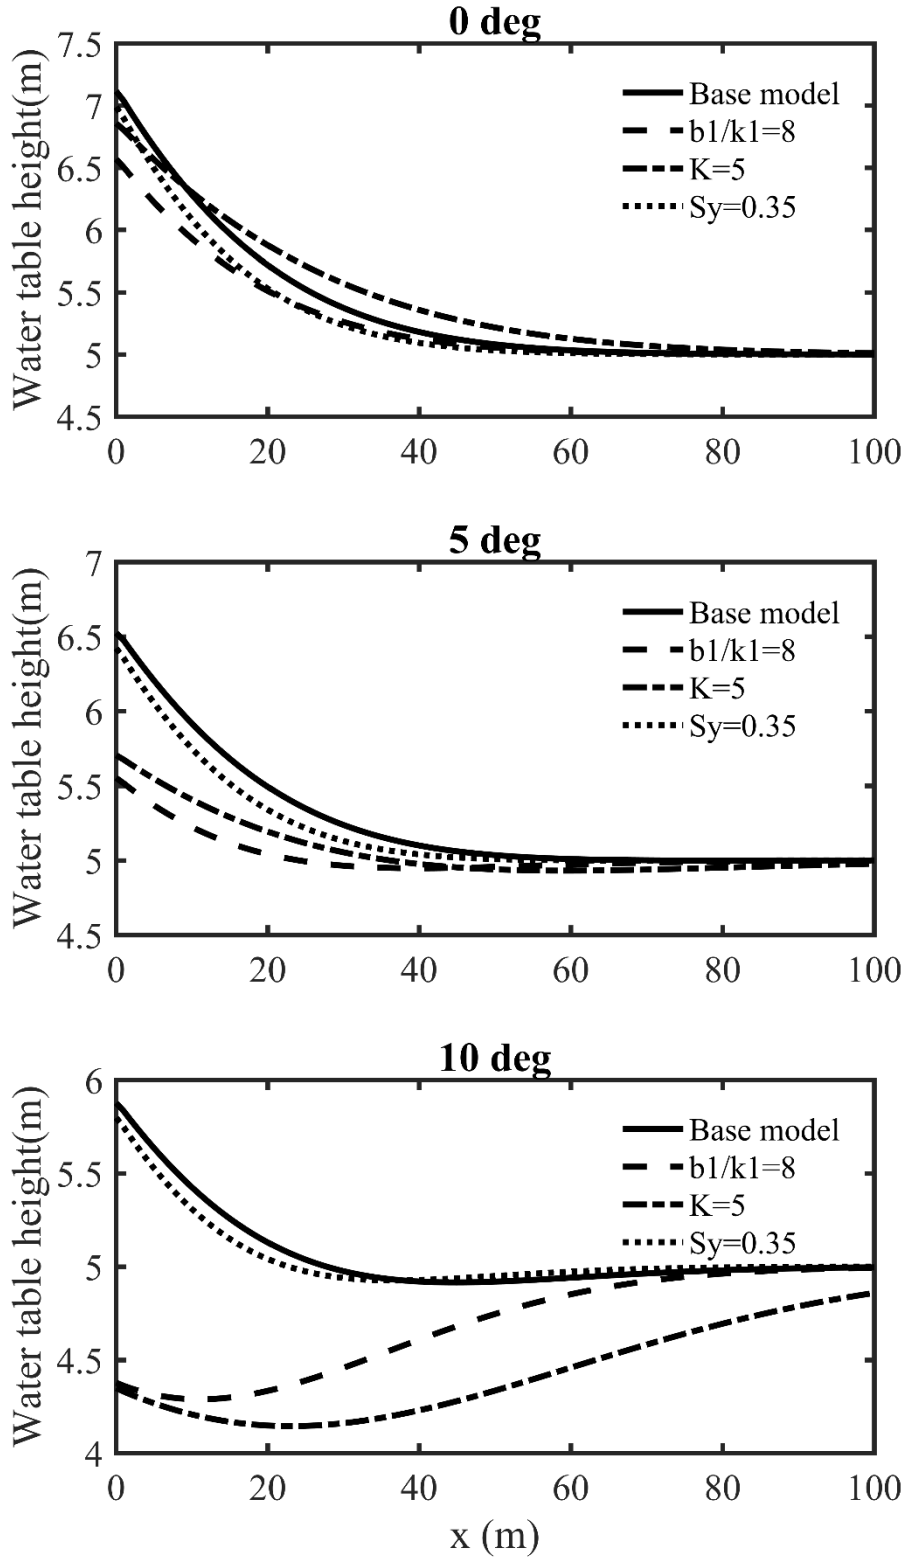 0 deg
Water table height(m)
7.5
7
6.5
6
5.5
5
4.5
Base model
b1/k1=8
K=5
Sy=0.35
0 20 40 60 80 100
5 deg
Water table height(m)
7
6.5
6
5.5
5
4.5
Base model
b1/k1=8
K=5
Sy=0.35
0 20 40 60 80 100
10 deg
Water table height(m)
6
5.5
5
4.5
4
Base model
b1/k1=8
K=5
Sy=0.35
0 20 40 60 80 100
x (m)